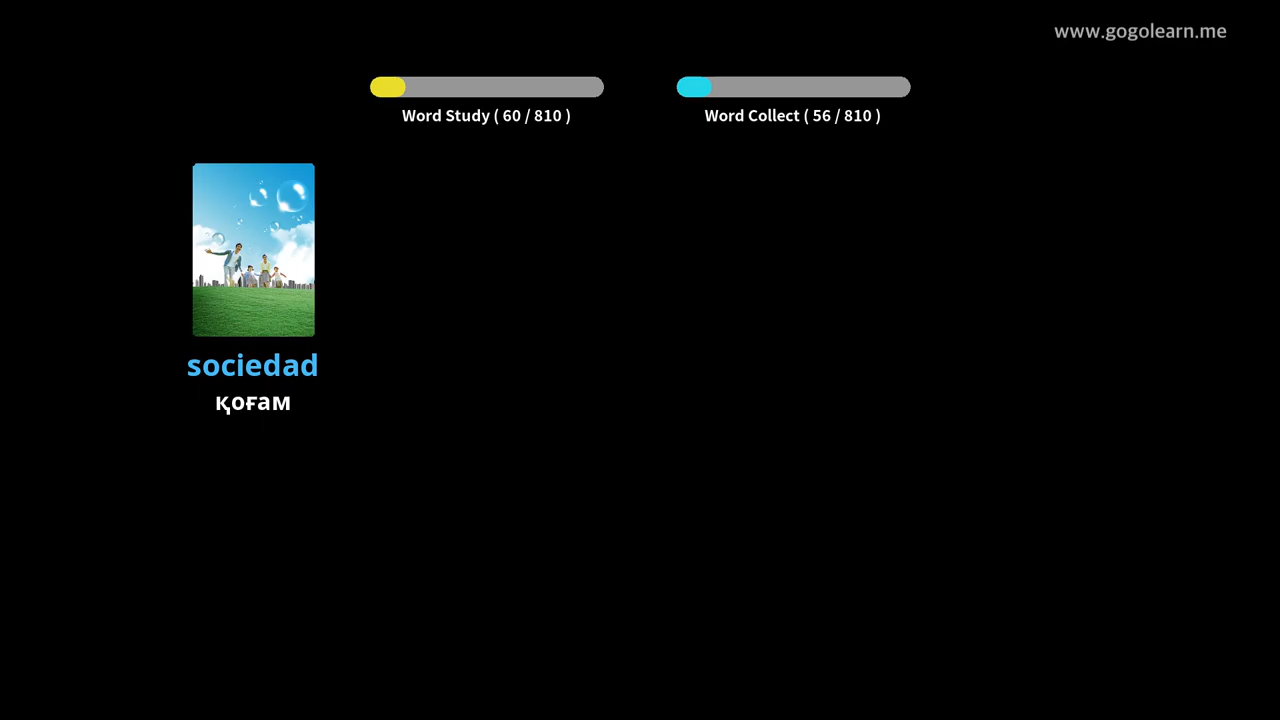 www.gogolearn.me
Word Study ( 60 / 810 )
Word Collect ( 56 / 810 )
sociedad
қоғам